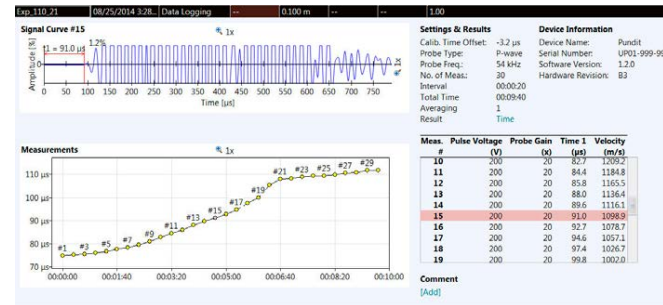 Exp_110_21 08/25/2014 3:28... Data Logging -- 0.100 m -- -- 1.00
Signal Curve #15 1x
Settings & Results
Calib. Time Offset: -3.2 µs
Probe Type: P-wave
Probe Freq.: 54 kHz
No. of Meas.: 30
Interval 00:00:20
Total Time 00:09:40
Averaging 1
Result Time
Device Information
Device Name: Pundit
Serial Number: UP01-999-99
Software Version: 1.2.0
Hardware Revision: B3
t1 = 91.0 µs 1.2%
Amplitude [%]
1x
0 50 100 150 200 250 300 350 400 450 500 550 600 650 700 750
Time [µs]
Measurements 1x
110 µs
100 µs
90 µs
80 µs
70 µs
#1 #3 #5 #7 #9 #11 #13 #15 #17 #19 #21 #23 #25 #27 #29
00:00:00 00:01:40 00:03:20 00:05:00 00:06:40 00:08:20 00:10:00
Meas. Pulse Voltage Probe Gain Time 1 Velocity
# (V) (x) (µs) (m/s)
10 200 20 82.7 1209.2
11 200 20 84.4 1184.8
12 200 20 85.8 1165.5
13 200 20 88.0 1136.4
14 200 20 89.6 1116.1
15 200 20 91.0 1098.9
16 200 20 92.7 1078.7
17 200 20 94.6 1057.1
18 200 20 97.4 1026.7
19 200 20 99.8 1002.0
Comment
[Add]